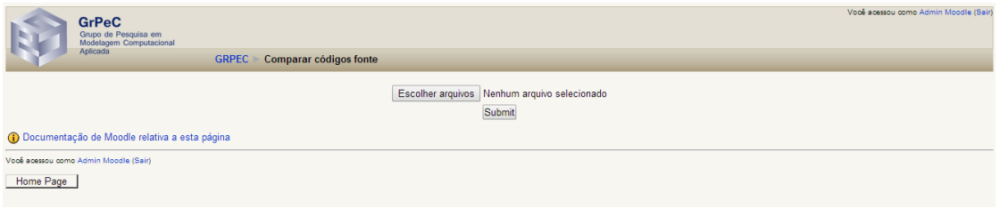 Você acessou como Admin Moodle (Sair)
GrPeC
Grupo de Pesquisa em
Modelagem Computacional
Aplicada
GRPEC ► Comparar códigos fonte
Escolher arquivos Nenhum arquivo selecionado
Submit
Documentação de Moodle relativa a esta página
Você acessou como Admin Moodle (Sair)
Home Page